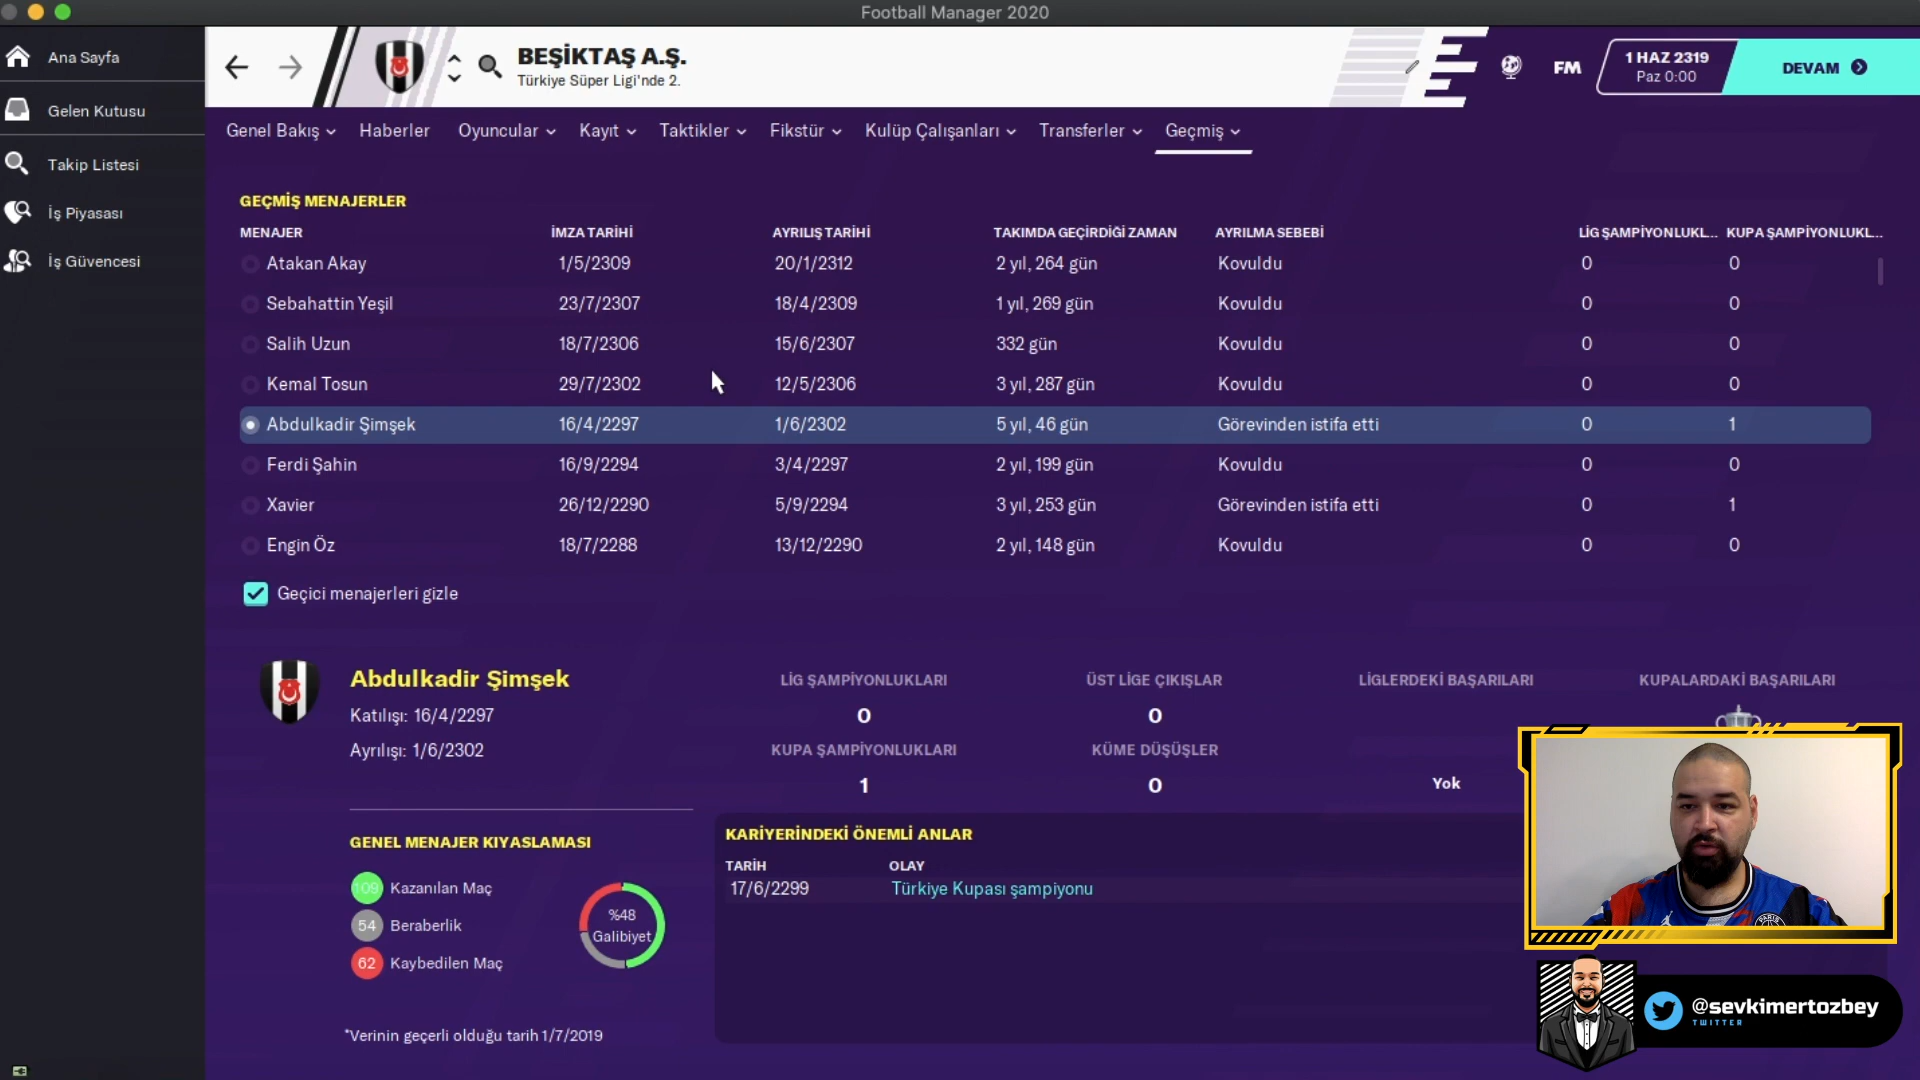 Football Manager 2020
Ana Sayfa
Gelen Kutusu
Takip Listesi
İş Piyasası
İş Güvencesi
BEŞİKTAŞ A.Ş.
Türkiye Süper Ligi'nde 2.
FM
1 HAZ 2319
Paz 0:00
DEVAM
Genel Bakış Haberler Oyuncular Kayıt Taktikler Fikstür Kulüp Çalışanları Transferler Geçmiş
GEÇMİŞ MENAJERLER
MENAJER İMZA TARİHİ AYRILIŞ TARİHİ TAKIMDA GEÇİRDİĞİ ZAMAN AYRILMA SEBEBİ LİG ŞAMPİYONLUKL... KUPA ŞAMPİYONLUKL...
Atakan Akay 1/5/2309 20/1/2312 2 yıl, 264 gün Kovuldu 0 0
Sebahattin Yeşil 23/7/2307 18/4/2309 1 yıl, 269 gün Kovuldu 0 0
Salih Uzun 18/7/2306 15/6/2307 332 gün Kovuldu 0 0
Kemal Tosun 29/7/2302 12/5/2306 3 yıl, 287 gün Kovuldu 0 0
Abdulkadir Şimşek 16/4/2297 1/6/2302 5 yıl, 46 gün Görevinden istifa etti 0 1
Ferdi Şahin 16/9/2294 3/4/2297 2 yıl, 199 gün Kovuldu 0 0
Xavier 26/12/2290 5/9/2294 3 yıl, 253 gün Görevinden istifa etti 0 1
Engin Öz 18/7/2288 13/12/2290 2 yıl, 148 gün Kovuldu 0 0
Geçici menajerleri gizle
Abdulkadir Şimşek
Katılışı: 16/4/2297
Ayrılışı: 1/6/2302
LİG ŞAMPİYONLUKLARI ÜST LİGE ÇIKIŞLAR LİGLERDEKİ BAŞARILARI KUPALARDAKİ BAŞARILARI
0 0
KUPA ŞAMPİYONLUKLARI KÜME DÜŞÜŞLER
1 0 Yok
GENEL MENAJER KIYASLAMASI
109 Kazanılan Maç
54 Beraberlik
62 Kaybedilen Maç
%48
Galibiyet
*Verinin geçerli olduğu tarih 1/7/2019
KARİYERİNDEKİ ÖNEMLİ ANLAR
TARİH OLAY
17/6/2299 Türkiye Kupası şampiyonu
PARIS
@sevkimertozbey
TWITTER